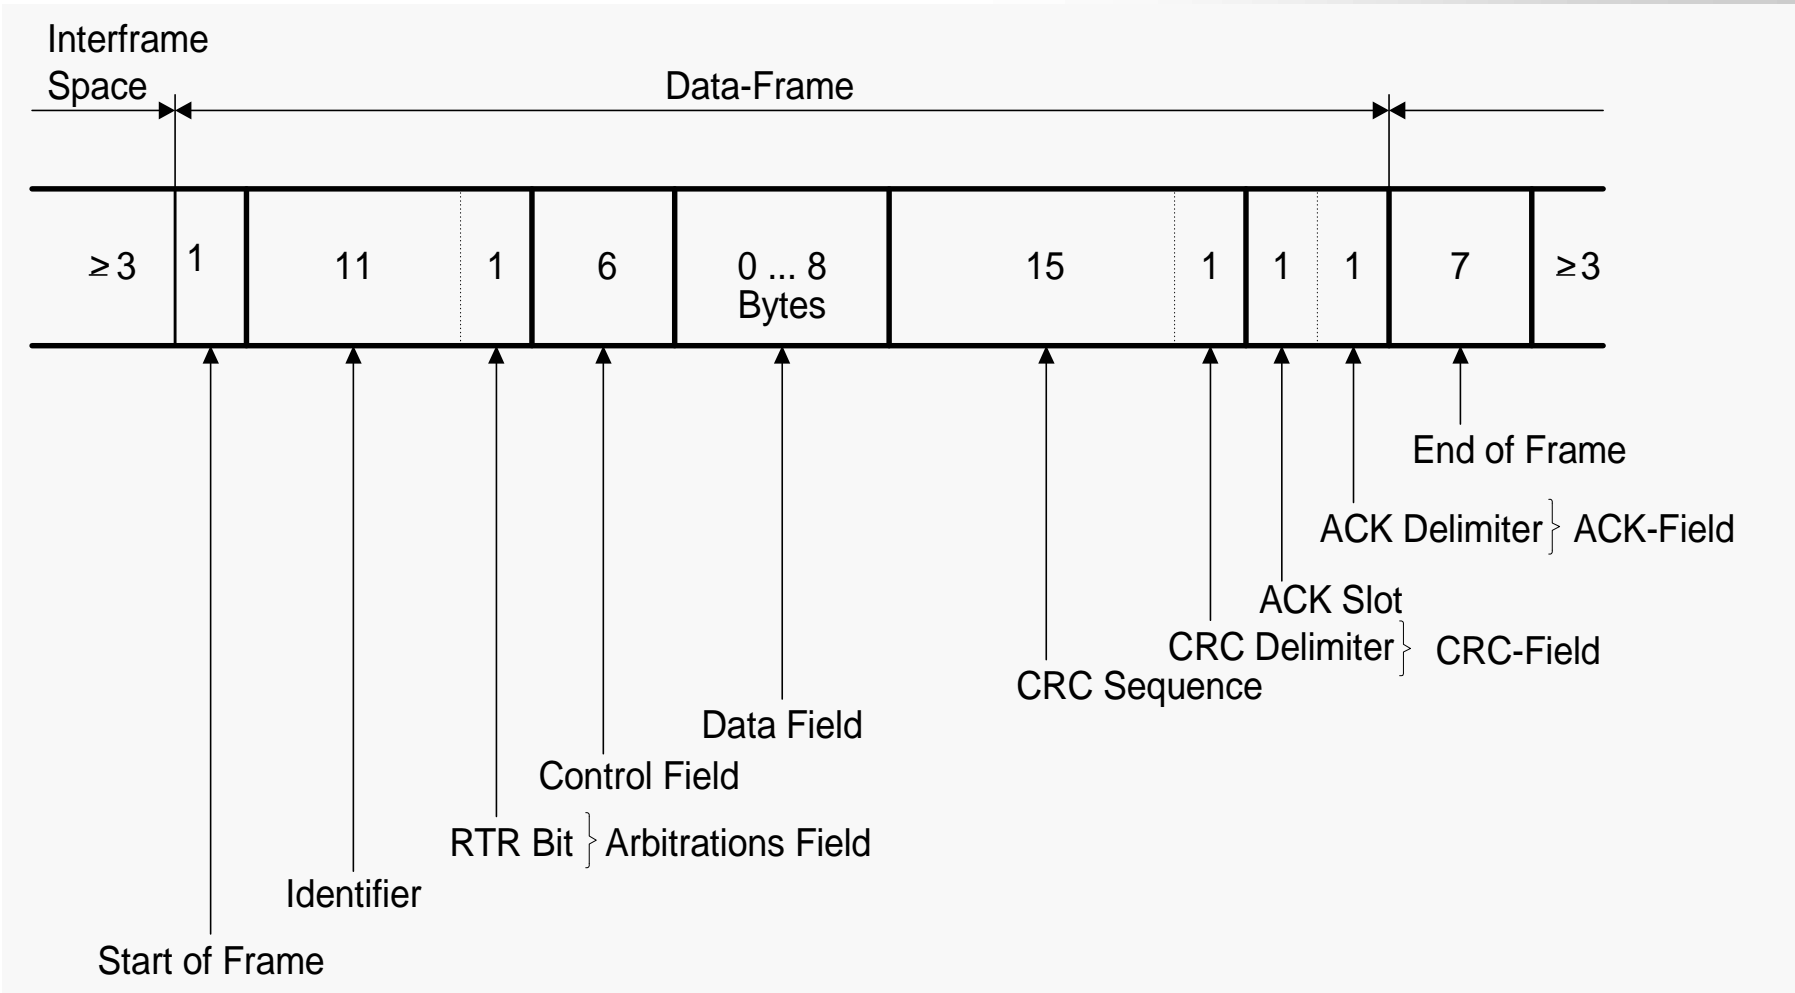 Interframe
Space
Data-Frame
≥ 3 1 11 1 6 0 ... 8 15 1 1 1 7 ≥ 3
Bytes
End of Frame
ACK Delimiter } ACK-Field
ACK Slot
CRC Delimiter } CRC-Field
CRC Sequence
Data Field
Control Field
RTR Bit } Arbitrations Field
Identifier
Start of Frame